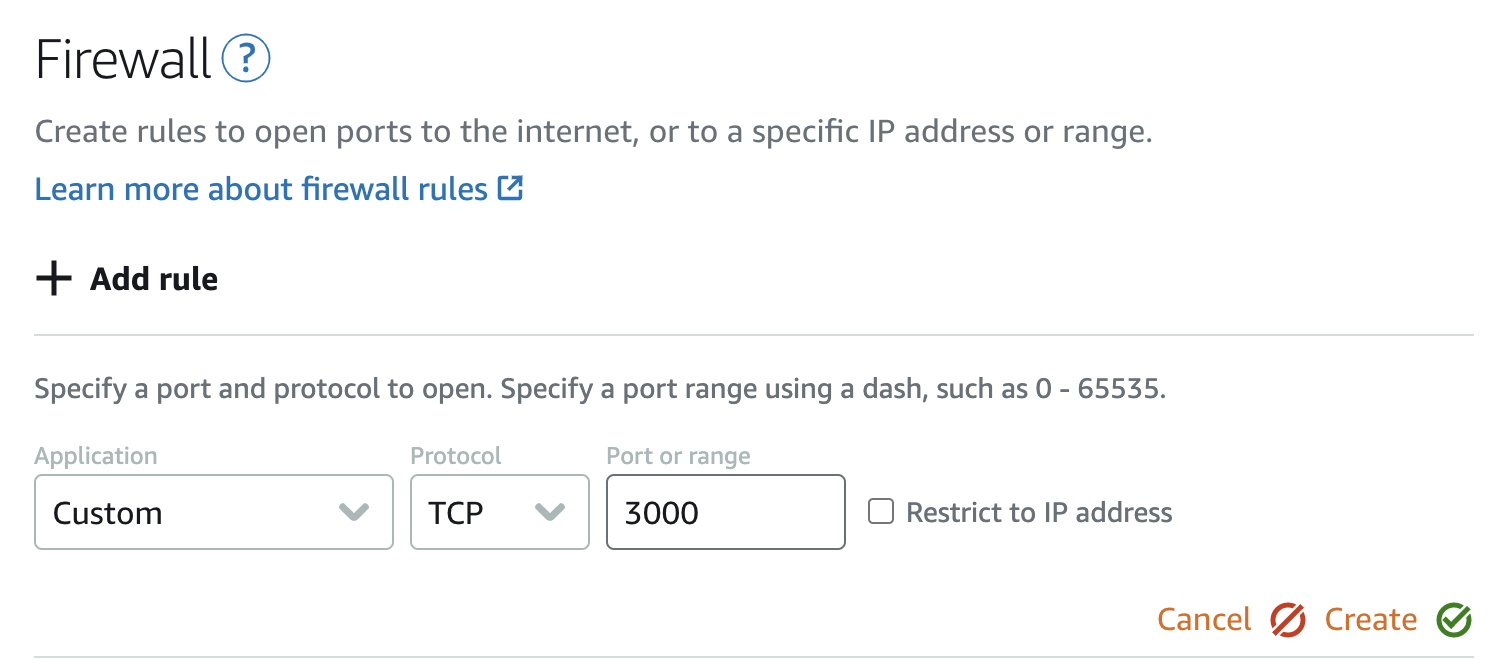 Firewall ?
Create rules to open ports to the internet, or to a specific IP address or range.
Learn more about firewall rules
+ Add rule
Specify a port and protocol to open. Specify a port range using a dash, such as 0 - 65535.
Application Protocol Port or range
Custom TCP 3000 Restrict to IP address
Cancel Create